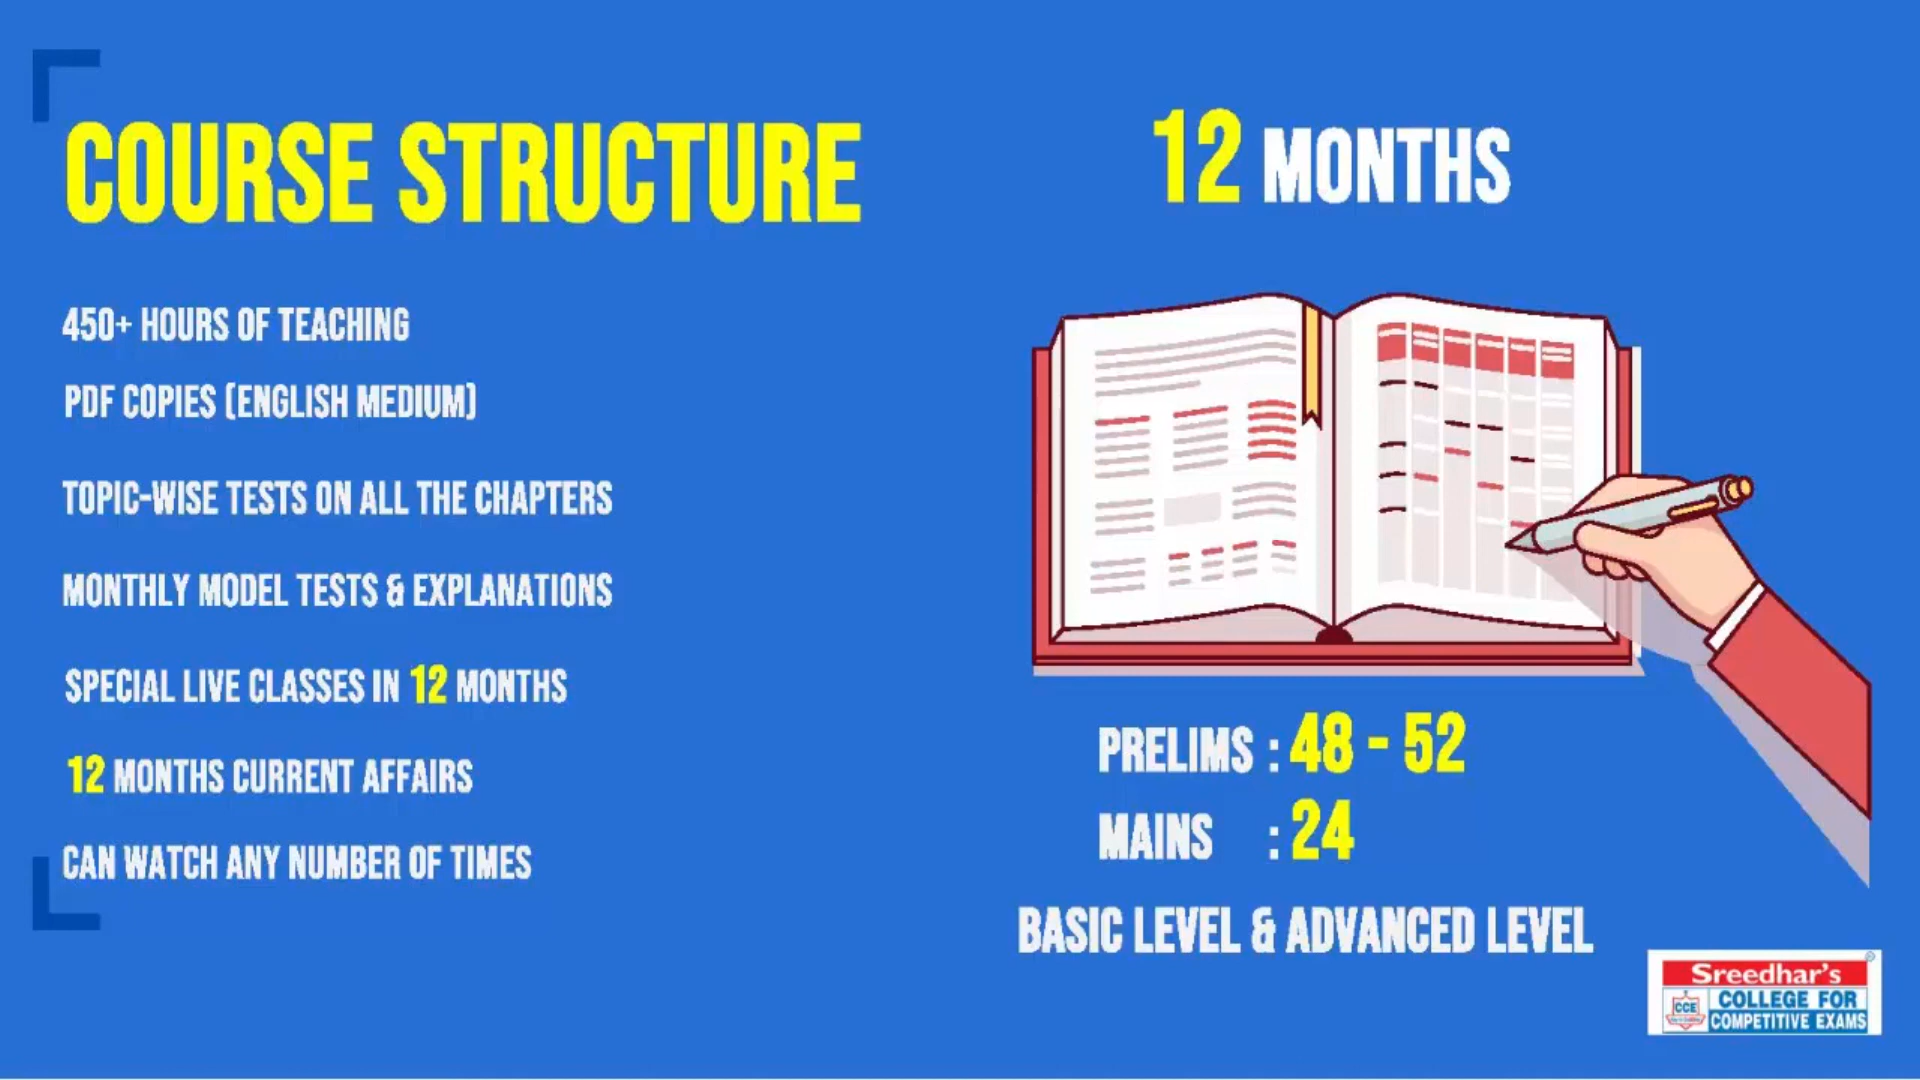 COURSE STRUCTURE
450+ HOURS OF TEACHING
PDF COPIES (ENGLISH MEDIUM)
TOPIC-WISE TESTS ON ALL THE CHAPTERS
MONTHLY MODEL TESTS & EXPLANATIONS
SPECIAL LIVE CLASSES IN 12 MONTHS
12 MONTHS CURRENT AFFAIRS
CAN WATCH ANY NUMBER OF TIMES
12 MONTHS
PRELIMS : 48 - 52
MAINS : 24
BASIC LEVEL & ADVANCED LEVEL
Sreedhar's
CCE
COLLEGE FOR
COMPETITIVE EXAMS